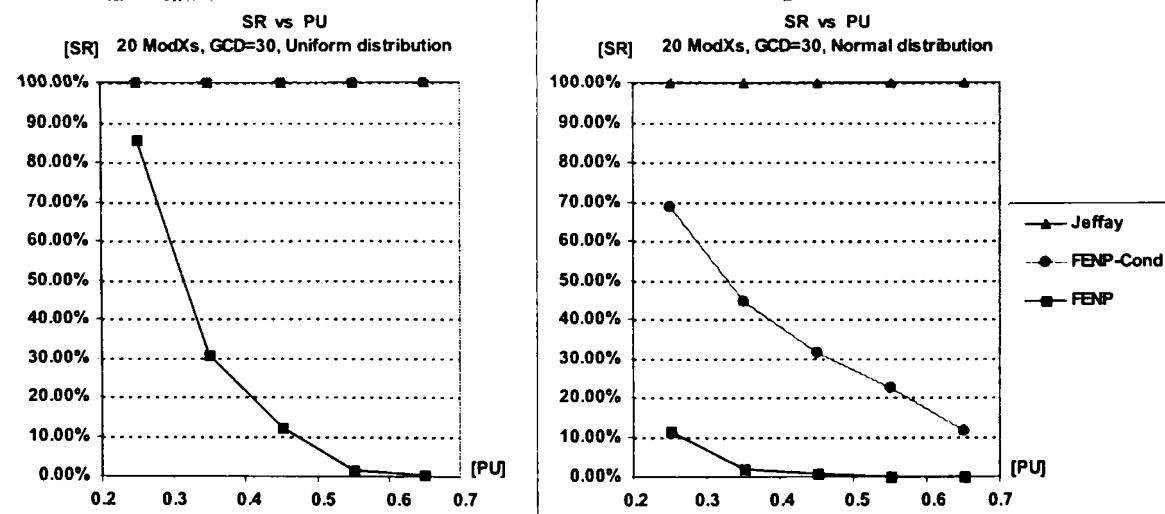 SR vs PU
[SR] 20 ModXs, GCD=30, Uniform distribution
100.00%
90.00%
80.00%
70.00%
60.00%
50.00%
40.00%
30.00%
20.00%
10.00%
0.00%
[PU]
0.2 0.3 0.4 0.5 0.6 0.7
SR vs PU
[SR] 20 ModXs, GCD=30, Normal distribution
100.00%
90.00%
80.00%
70.00%
60.00%
50.00%
40.00%
30.00%
20.00%
10.00%
0.00%
[PU]
0.2 0.3 0.4 0.5 0.6 0.7
Jeffay
FENP-Cond
FENP